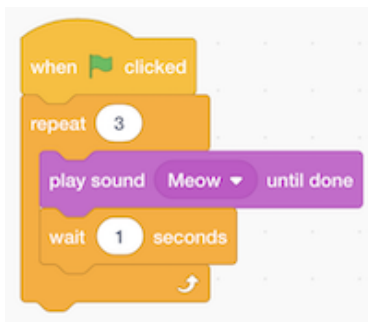 when clicked
repeat 3
play sound Meow until done
wait 1 seconds